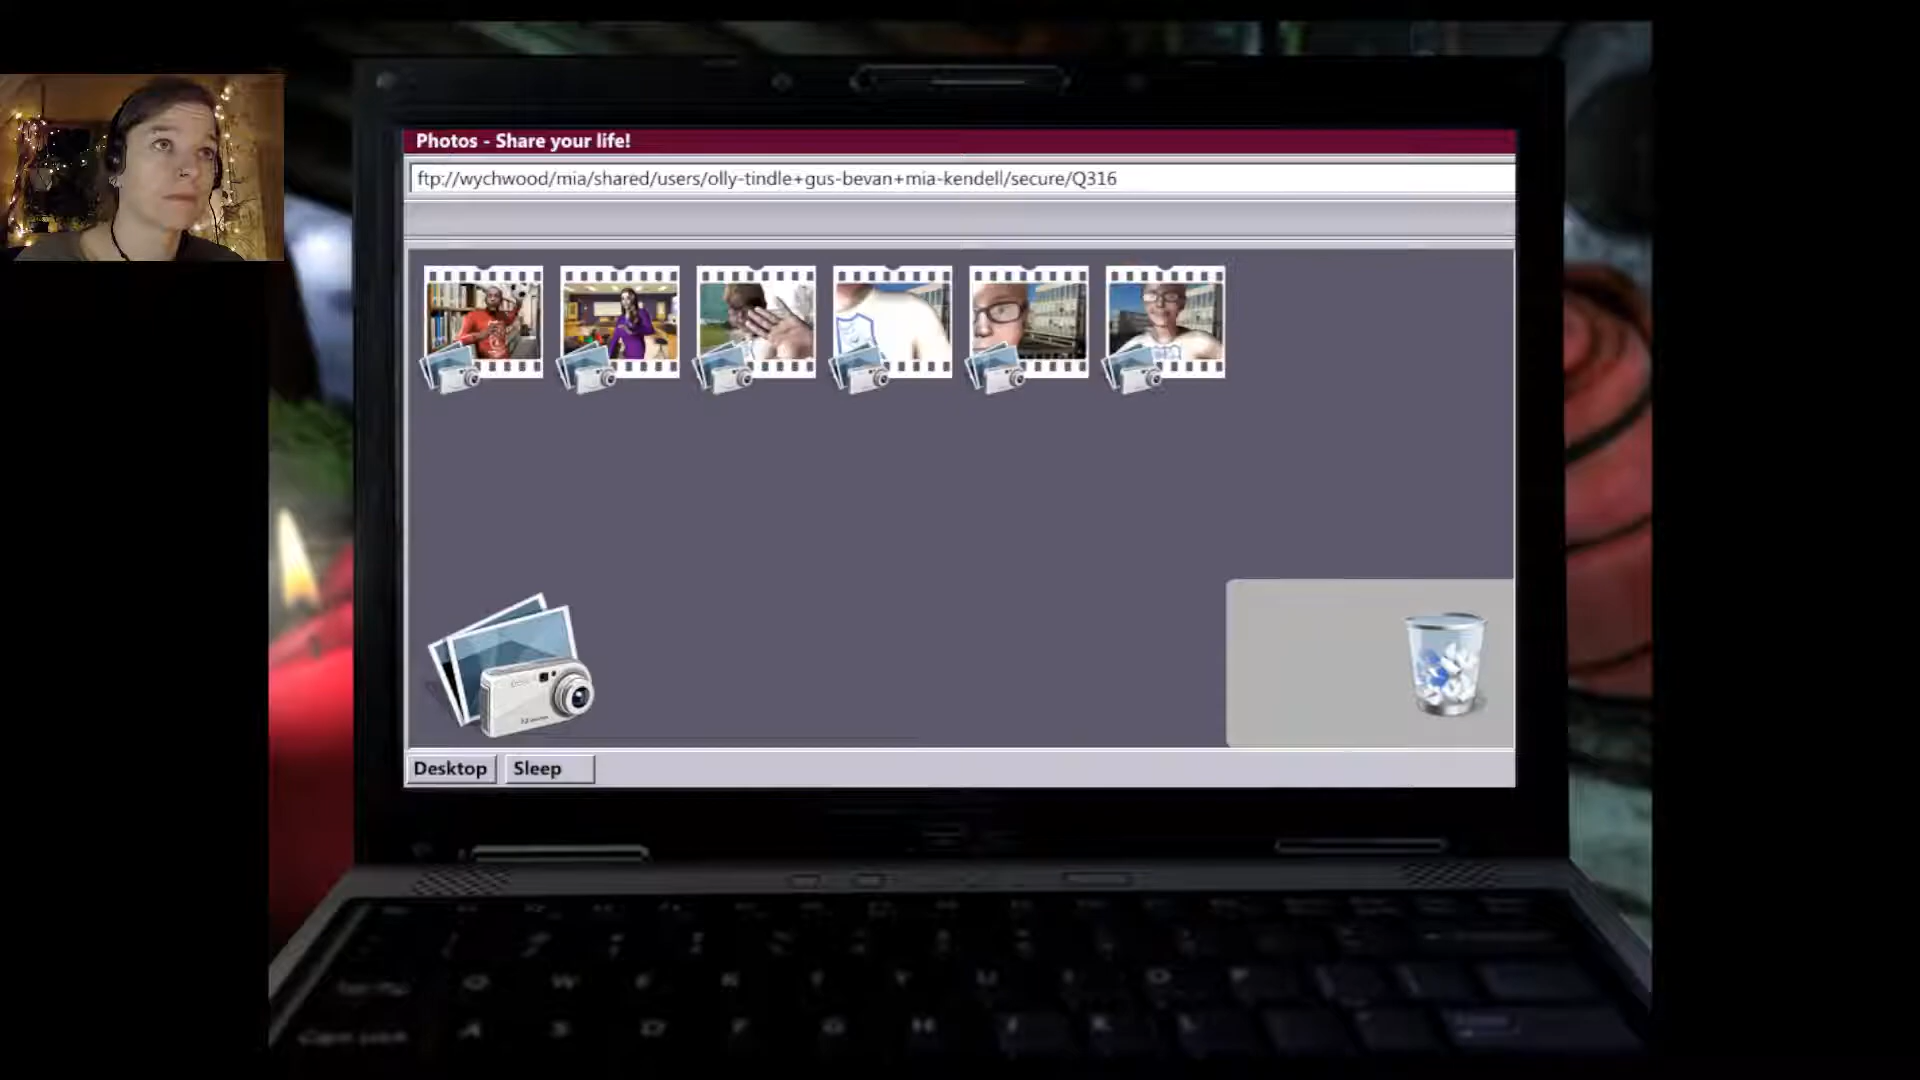 Photos - Share your life!
ftp://wychwood/mia/shared/users/olly-tindle+gus-bevan+mia-kendell/secure/Q316
Desktop
Sleep
Q W E R T Y U I O P
A S D F G H J K L